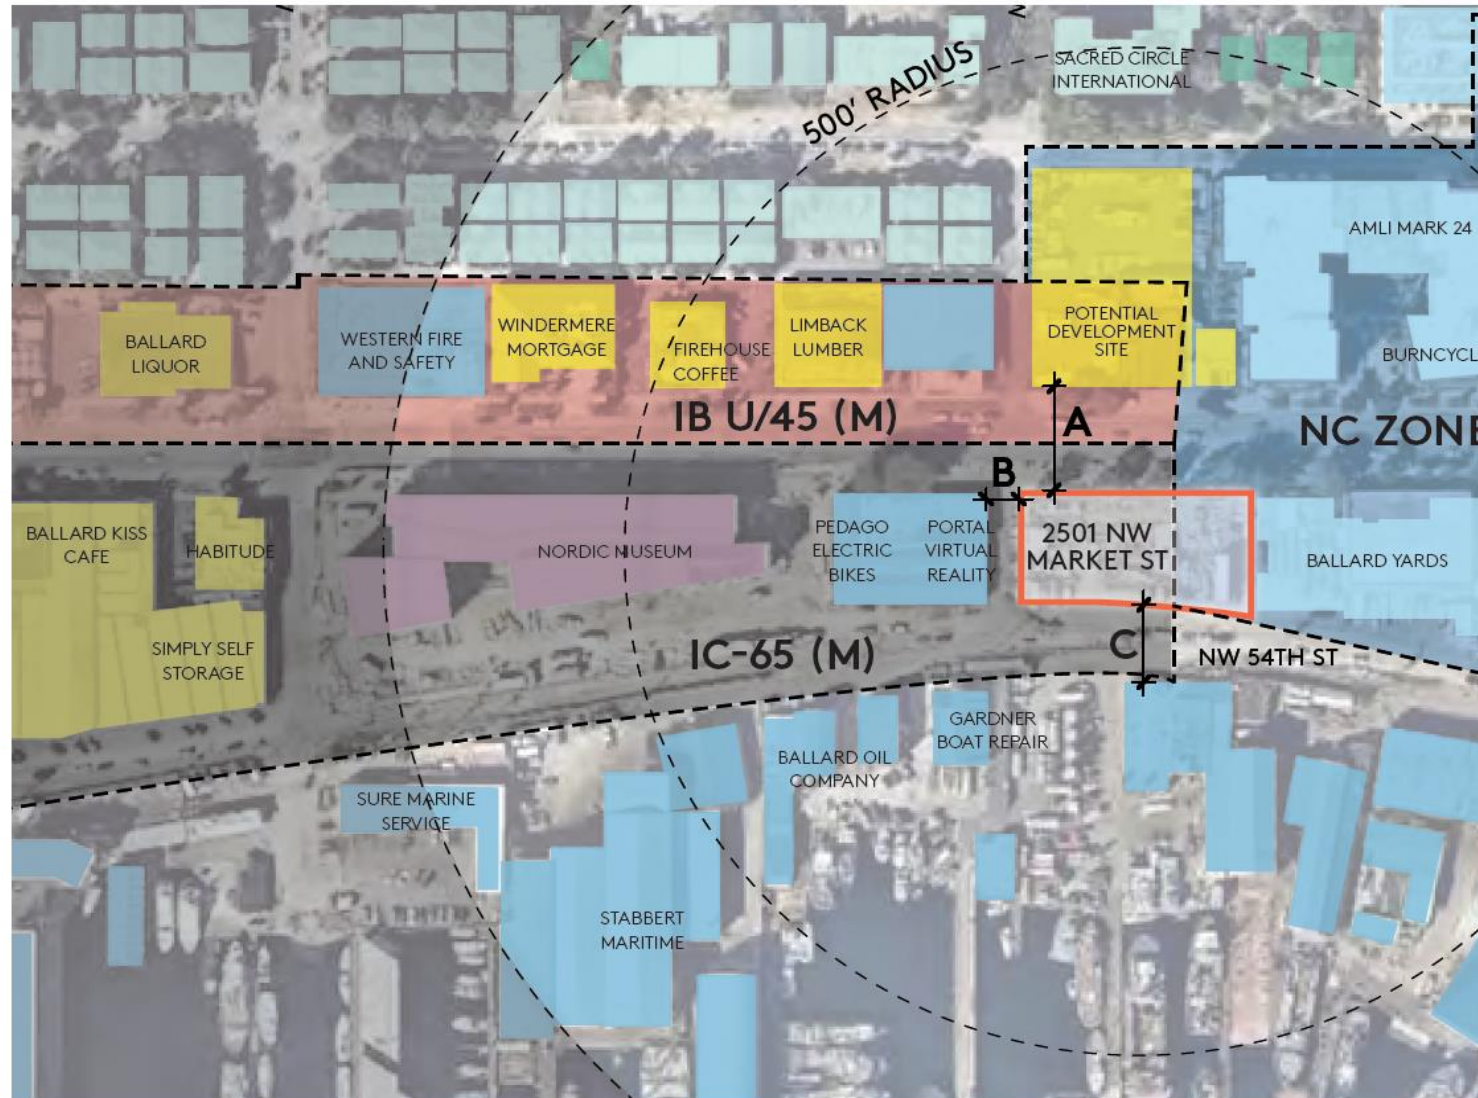 500' RADIUS
SACRED CIRCLE
INTERNATIONAL
AMLI MARK 24
BALLARD
LIQUOR
WESTERN FIRE
AND SAFETY
WINDERMERE
MORTGAGE
FIREHOUSE
COFFEE
LIMBACK
LUMBER
POTENTIAL
DEVELOPMENT
SITE
BURNCYCL
IB U/45 (M)
A
NC ZONE
B
BALLARD KISS
CAFE
HABITUDE
NORDIC MUSEUM
PEDAGO
ELECTRIC
BIKES
PORTAL
VIRTUAL
REALITY
2501 NW
MARKET ST
BALLARD YARDS
SIMPLY SELF
STORAGE
IC-65 (M)
C
NW 54TH ST
GARDNER
BOAT REPAIR
BALLARD OIL
COMPANY
SURE MARINE
SERVICE
STABBERT
MARITIME